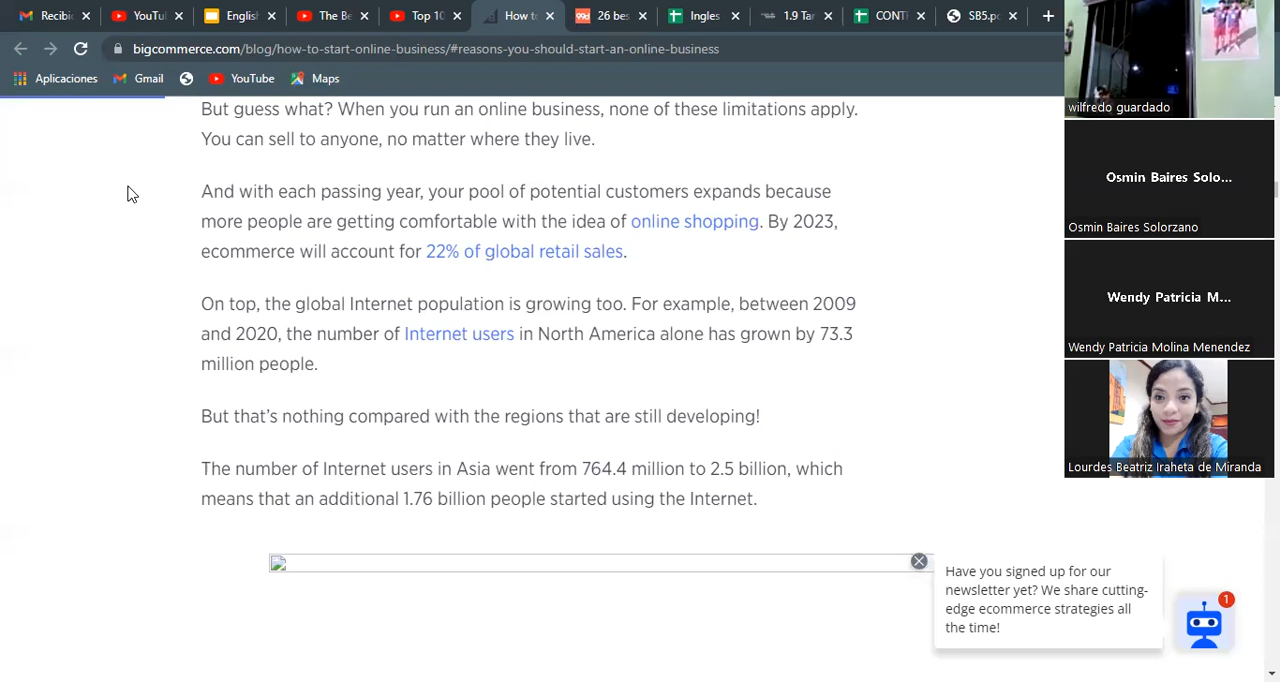 Recibic
YouTu
English
The Be
Top 10
How to
26 bes
Ingles
1.9 Tar
CONTI
SB5.pc
bigcommerce.com/blog/how-to-start-online-business/#reasons-you-should-start-an-online-business
Aplicaciones
Gmail
YouTube
Maps
But guess what? When you run an online business, none of these limitations apply.
You can sell to anyone, no matter where they live.
And with each passing year, your pool of potential customers expands because
more people are getting comfortable with the idea of online shopping. By 2023,
ecommerce will account for 22% of global retail sales.
On top, the global Internet population is growing too. For example, between 2009
and 2020, the number of Internet users in North America alone has grown by 73.3
million people.
But that's nothing compared with the regions that are still developing!
The number of Internet users in Asia went from 764.4 million to 2.5 billion, which
means that an additional 1.76 billion people started using the Internet.
Have you signed up for our
newsletter yet? We share cutting-
edge ecommerce strategies all
the time!
1
wilfredo guardado
Osmin Baires Solo...
Osmin Baires Solorzano
Wendy Patricia M...
Wendy Patricia Molina Menendez
Lourdes Beatriz Iraheta de Miranda